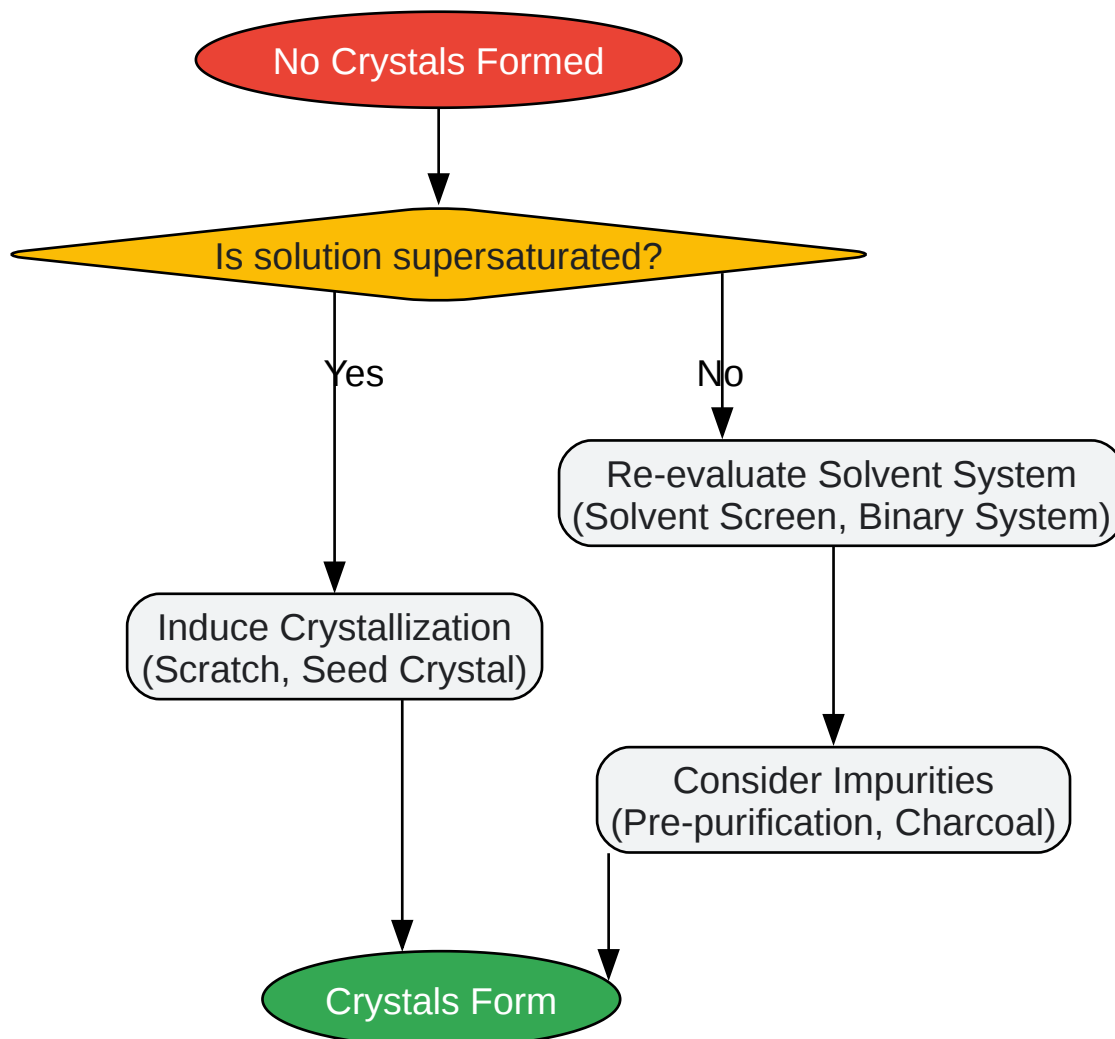 No Crystals Formed
Is solution supersaturated?
Yes
No
Re-evaluate Solvent System
(Solvent Screen, Binary System)
Induce Crystallization
(Scratch, Seed Crystal)
Consider Impurities
(Pre-purification, Charcoal)
Crystals Form